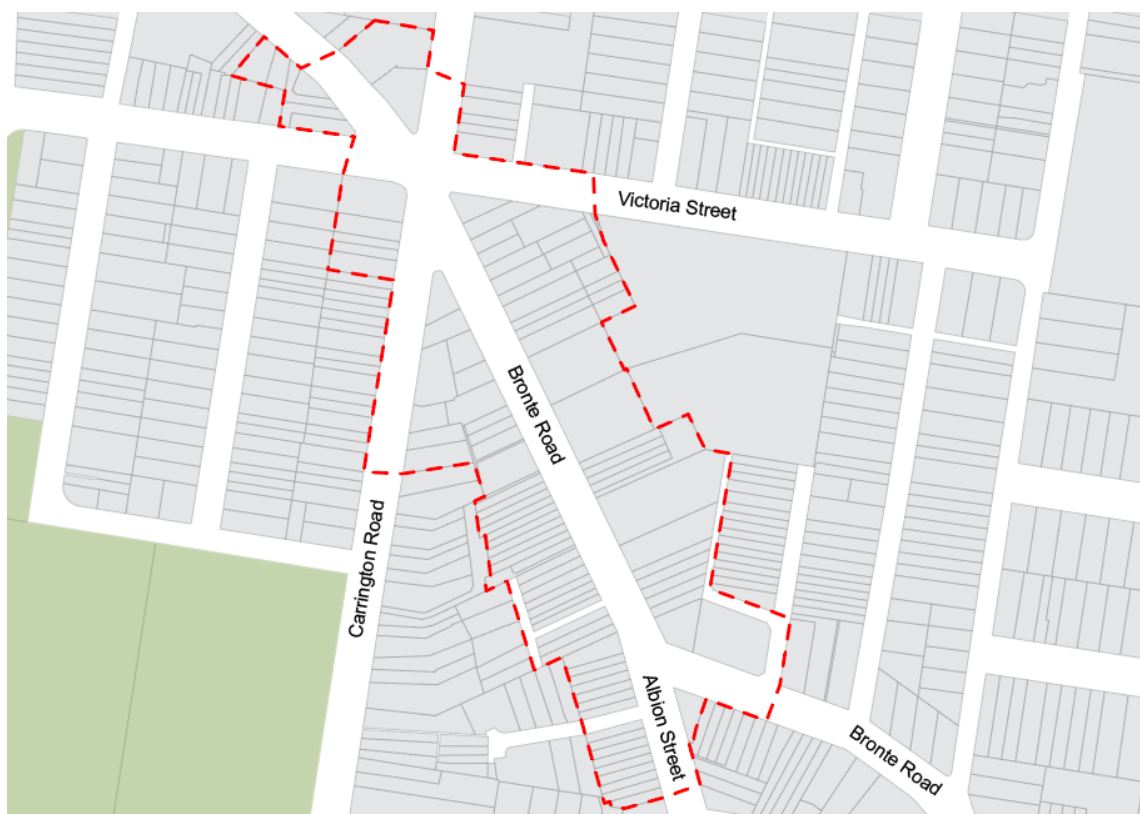 Victoria Street
Bronte Road
Carrington Road
Albion Street
Bronte Road